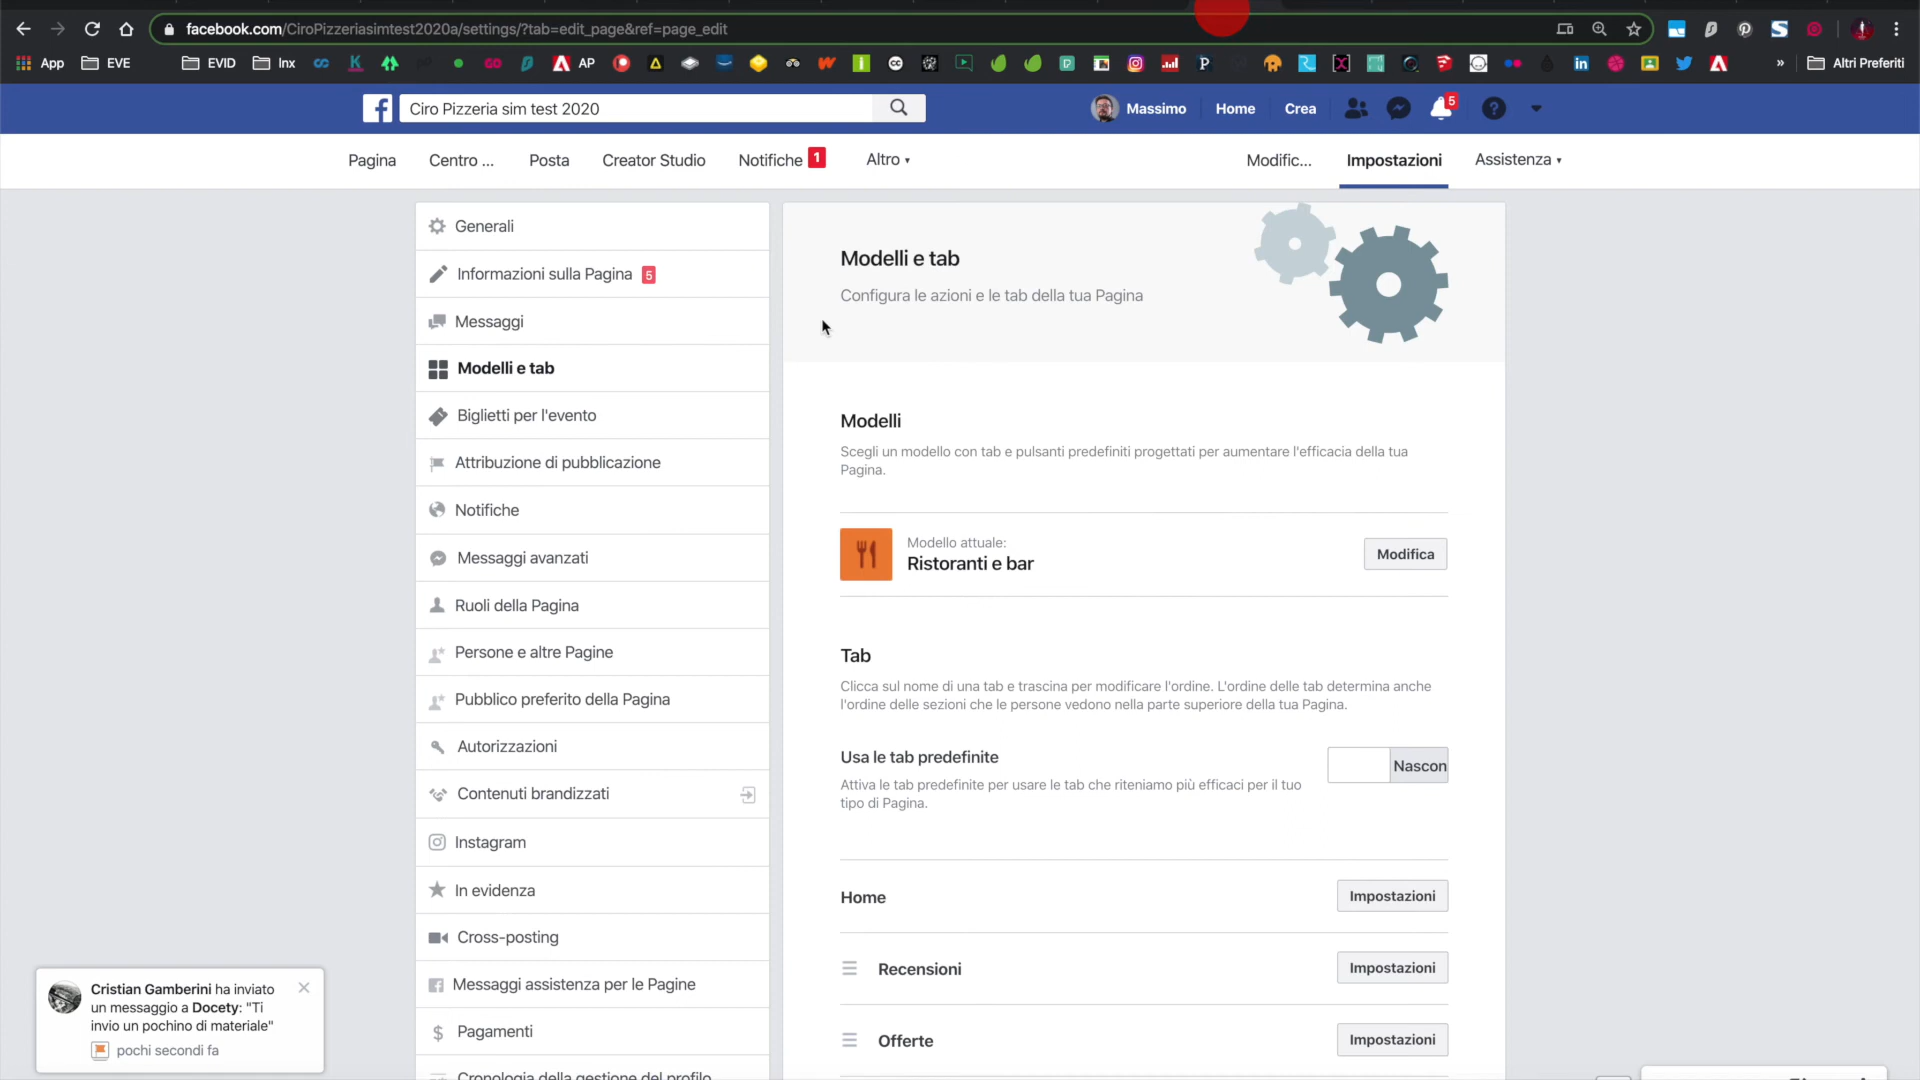 facebook.com/CiroPizzeriasimtest2020a/settings/?tab=edit_page&ref=page_edit
App EVE EVID Inx AP Altri Preferiti
Ciro Pizzeria sim test 2020
Massimo Home Crea 5
Pagina Centro ... Posta Creator Studio Notifiche 1 Altro Modific... Impostazioni Assistenza
Generali
Informazioni sulla Pagina 5
Messaggi
Modelli e tab
Biglietti per l'evento
Attribuzione di pubblicazione
Notifiche
Messaggi avanzati
Ruoli della Pagina
Persone e altre Pagine
Pubblico preferito della Pagina
Autorizzazioni
Contenuti brandizzati
Instagram
In evidenza
Cross-posting
Messaggi assistenza per le Pagine
Pagamenti
Cronologia della gestione del profilo
Modelli e tab
Configura le azioni e le tab della tua Pagina
Modelli
Scegli un modello con tab e pulsanti predefiniti progettati per aumentare l'efficacia della tua
Pagina.
Modello attuale:
Ristoranti e bar
Modifica
Tab
Clicca sul nome di una tab e trascina per modificare l'ordine. L'ordine delle tab determina anche
l'ordine delle sezioni che le persone vedono nella parte superiore della tua Pagina.
Usa le tab predefinite
Nascon
Attiva le tab predefinite per usare le tab che riteniamo più efficaci per il tuo
tipo di Pagina.
Home Impostazioni
Recensioni Impostazioni
Offerte Impostazioni
Cristian Gamberini ha inviato
un messaggio a Docety: "Ti
invio un pochino di materiale"
pochi secondi fa